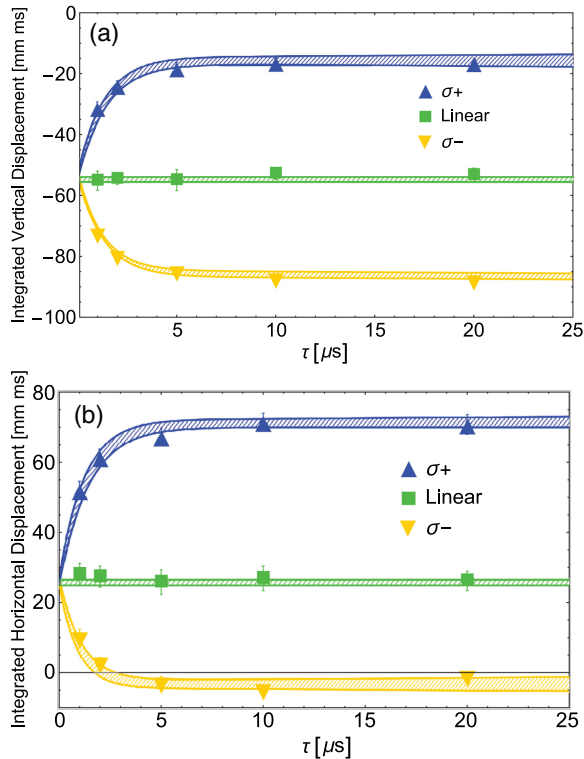 (a)
Integrated Vertical Displacement [mm ms]
0
−20
−40
−60
−80
−100
σ+
Linear
σ−
0 5 10 15 20 25
τ [μs]
(b)
Integrated Horizontal Displacement [mm ms]
80
60
40
20
0
σ+
Linear
σ−
0 5 10 15 20 25
τ [μs]